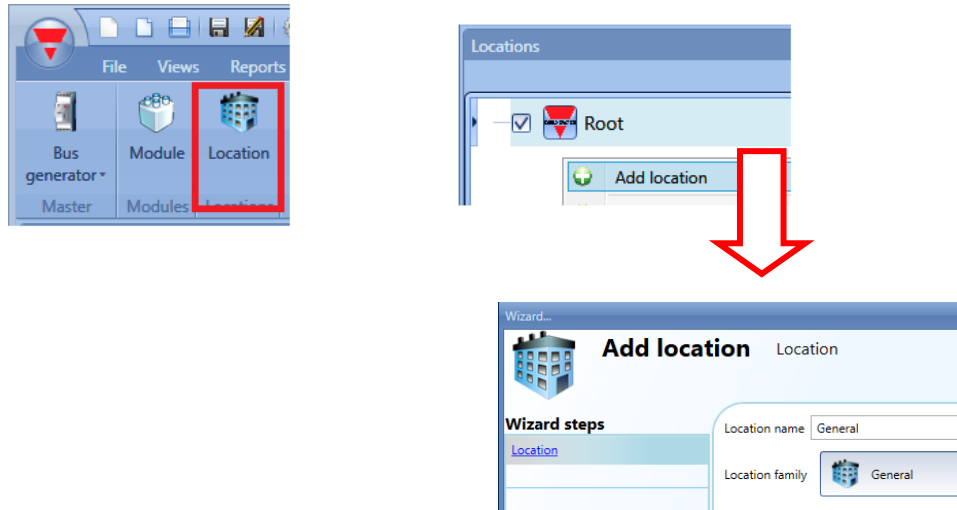 File Views Reports
Bus generator
Module
Location
Master
Modules
Locations
Locations
Root
Add location
Wizard...
Add location Location
Wizard steps
Location
Location name General
Location family General